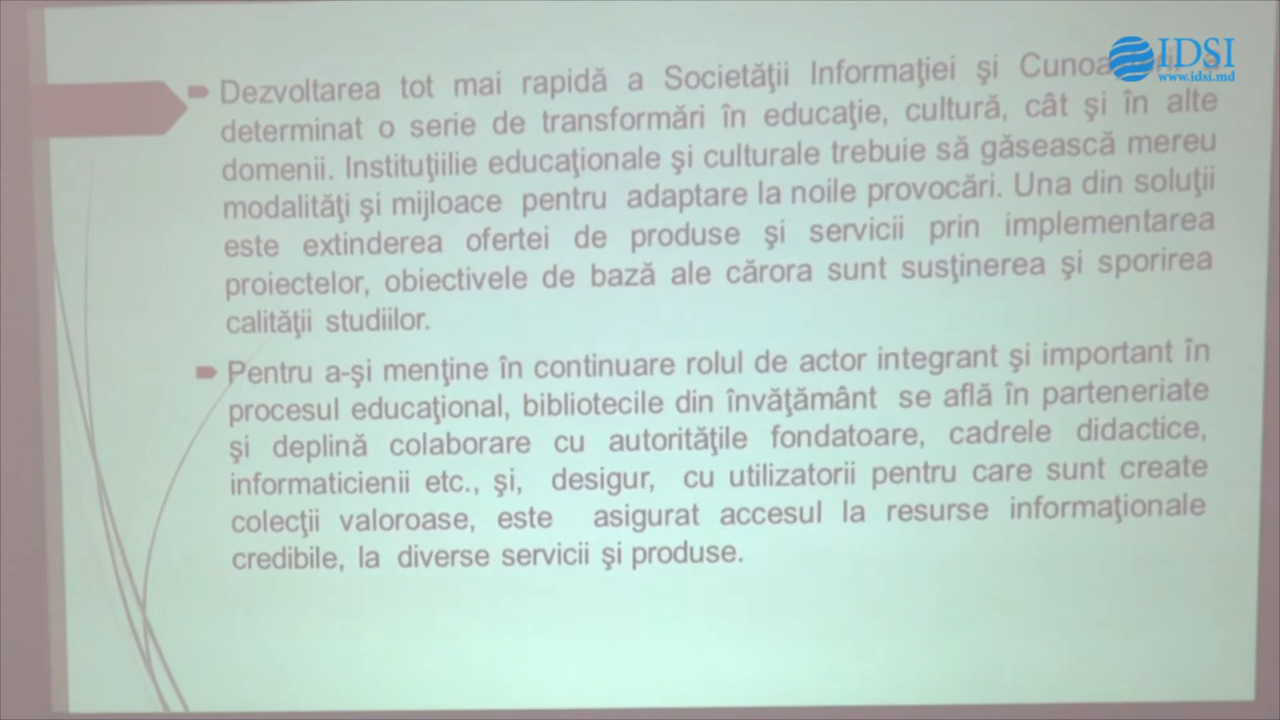 IDSI
www.idsi.md
Dezvoltarea tot mai rapidă a Societăţii Informaţiei şi
determinat o serie de transformări în educaţie, cultură, cât şi în alte
domenii. Instituţiilie educaţionale şi culturale trebuie să găsească mereu
modalităţi şi mijloace pentru adaptare la noile provocări. Una din soluţii
este extinderea ofertei de produse şi servicii prin implementarea
proiectelor, obiectivele de bază ale cărora sunt susţinerea şi sporirea
calităţii studiilor.
Pentru a-şi menţine în continuare rolul de actor integrant şi important în
procesul educaţional, bibliotecile din învăţământ se află în parteneriate
şi deplină colaborare cu autorităţile fondatoare, cadrele didactice,
informaticienii etc., şi, desigur, cu utilizatorii pentru care sunt create
colecţii valoroase, este asigurat accesul la resurse informaţionale
credibile, la diverse servicii şi produse.